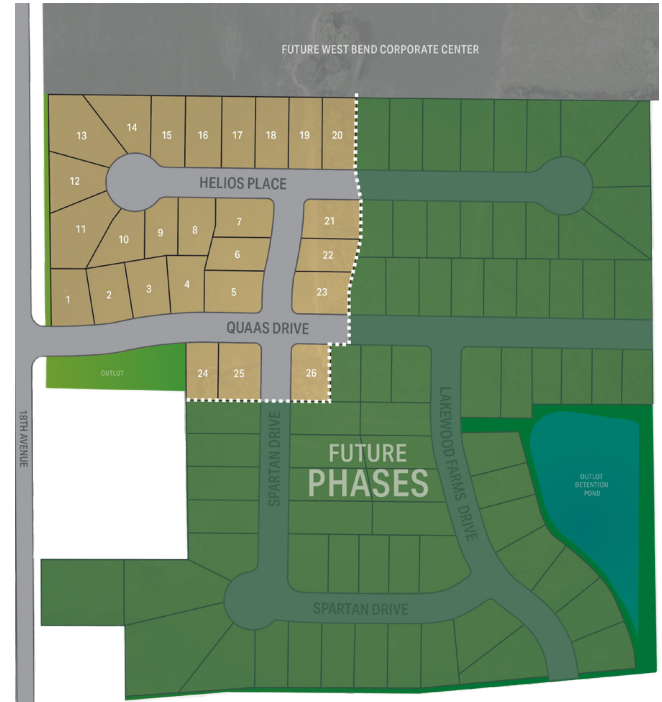 FUTURE WEST BEND CORPORATE CENTER
13
14
15
16
17
18
19
20
12
HELIOS PLACE
11
10
9
8
7
21
6
22
1
2
3
4
5
23
QUAAS DRIVE
OUTLOT
24
25
26
18TH AVENUE
SPARTAN DRIVE
LAKEWOOD FARMS DRIVE
FUTURE
PHASES
OUTLOT
DETENTION
POND
SPARTAN DRIVE